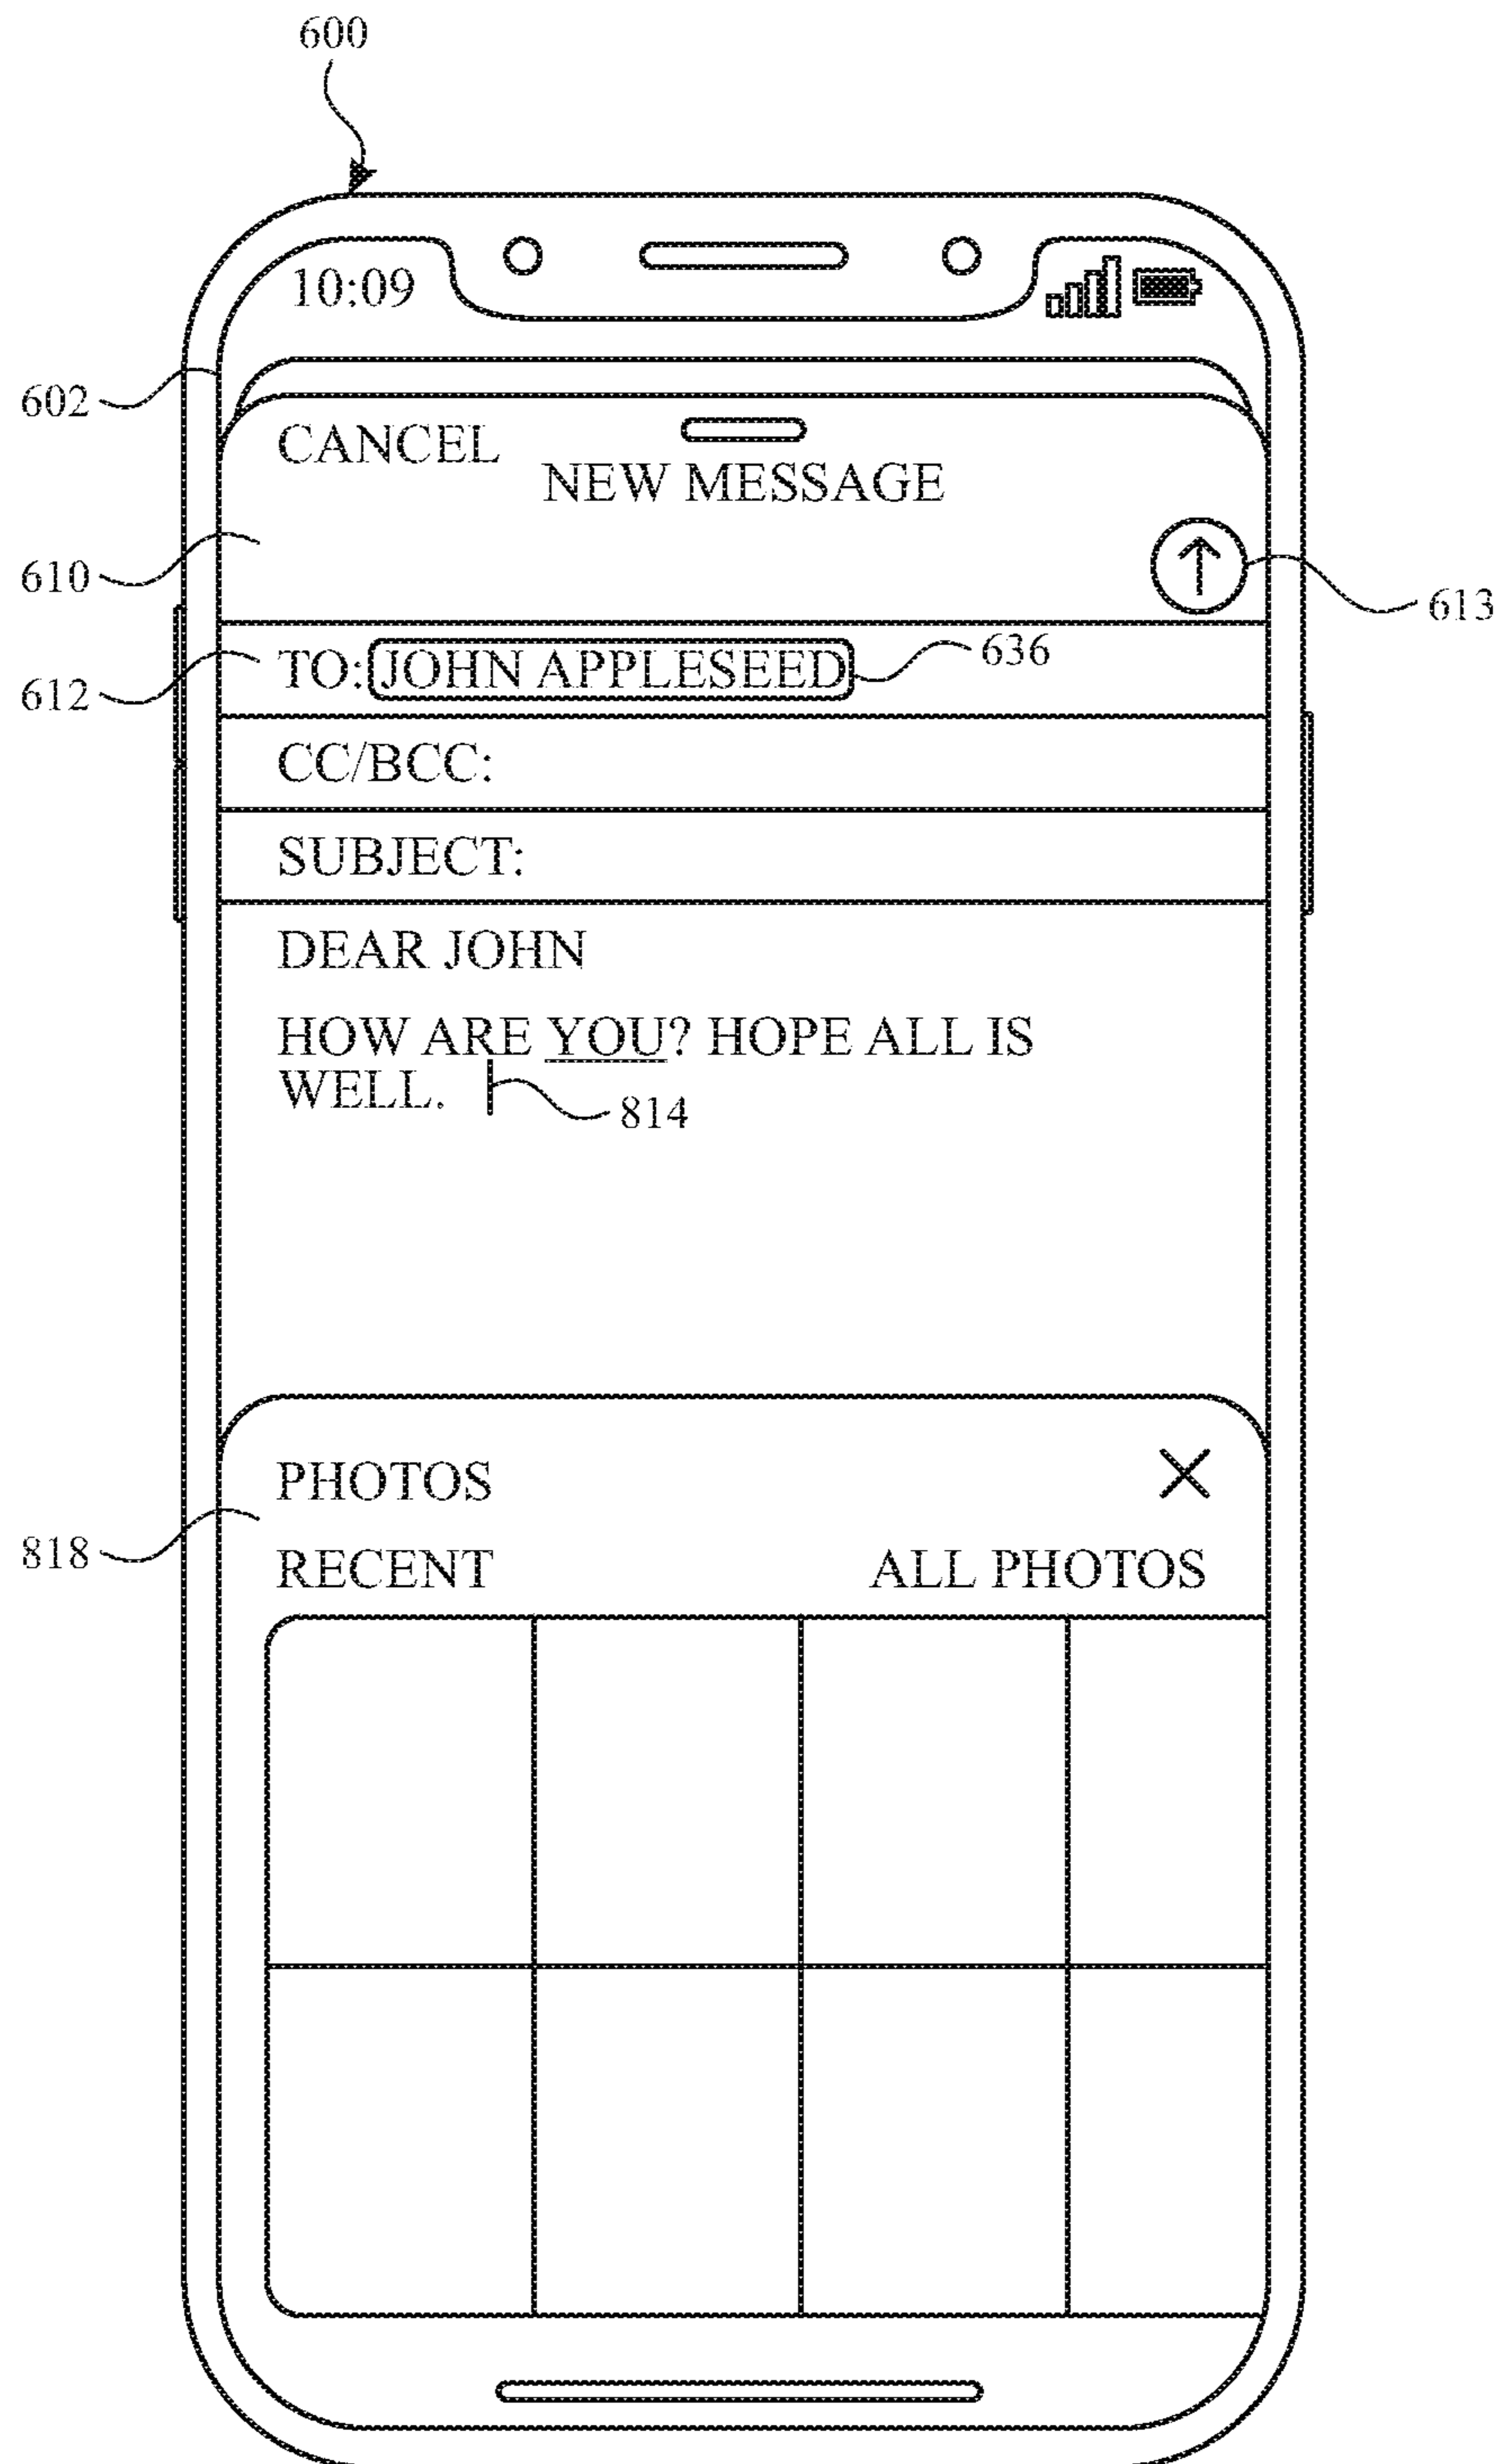 600
10:09
602
CANCEL
NEW MESSAGE
610
613
612
TO: JOHN APPLESEED
636
CC/BCC:
SUBJECT:
DEAR JOHN
HOW ARE YOU? HOPE ALL IS
WELL.
814
PHOTOS
818
RECENT
ALL PHOTOS